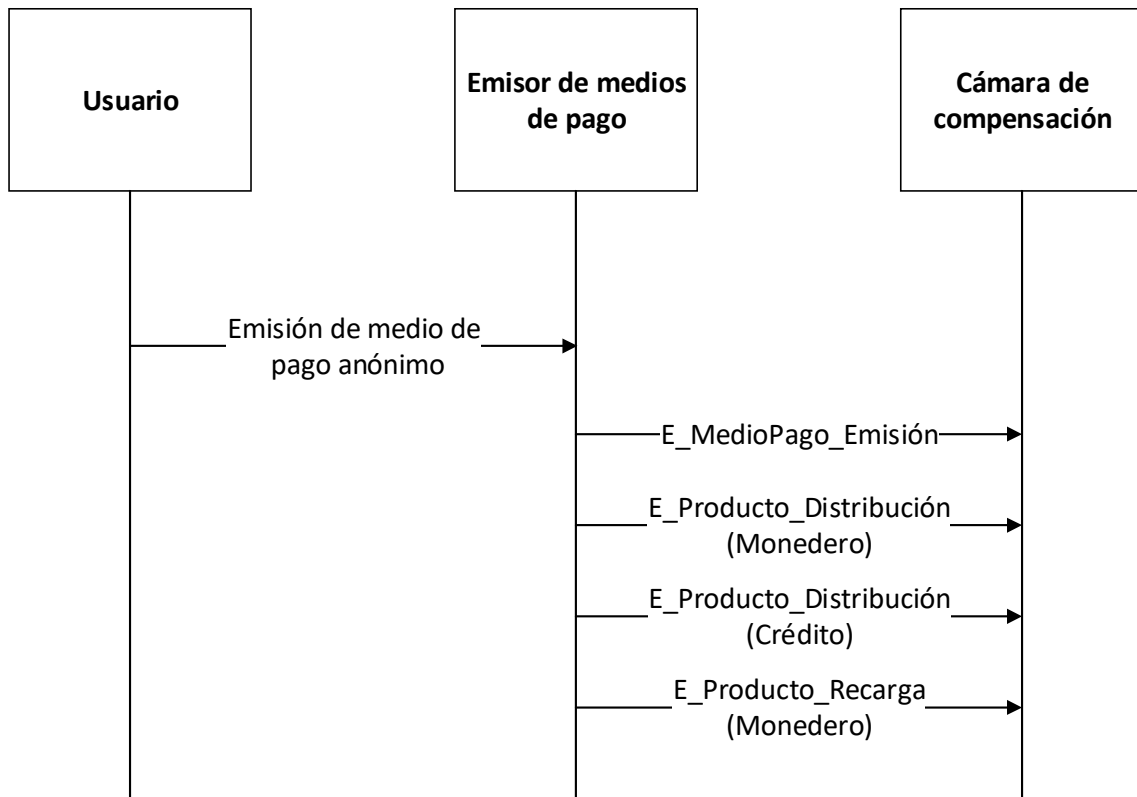 Usuario
Emisor de medios
de pago
Cámara de
compensación
Emisión de medio de
pago anónimo
E_MedioPago_Emisión
E_Producto_Distribución
(Monedero)
E_Producto_Distribución
(Crédito)
E_Producto_Recarga
(Monedero)